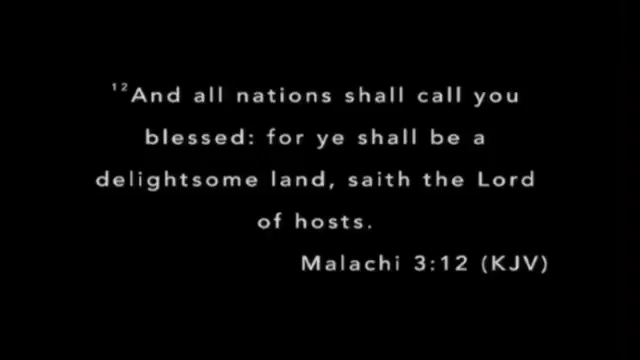 ¹²And all nations shall call you
blessed: for ye shall be a
delightsome land, saith the Lord
of hosts.
Malachi 3:12 (KJV)